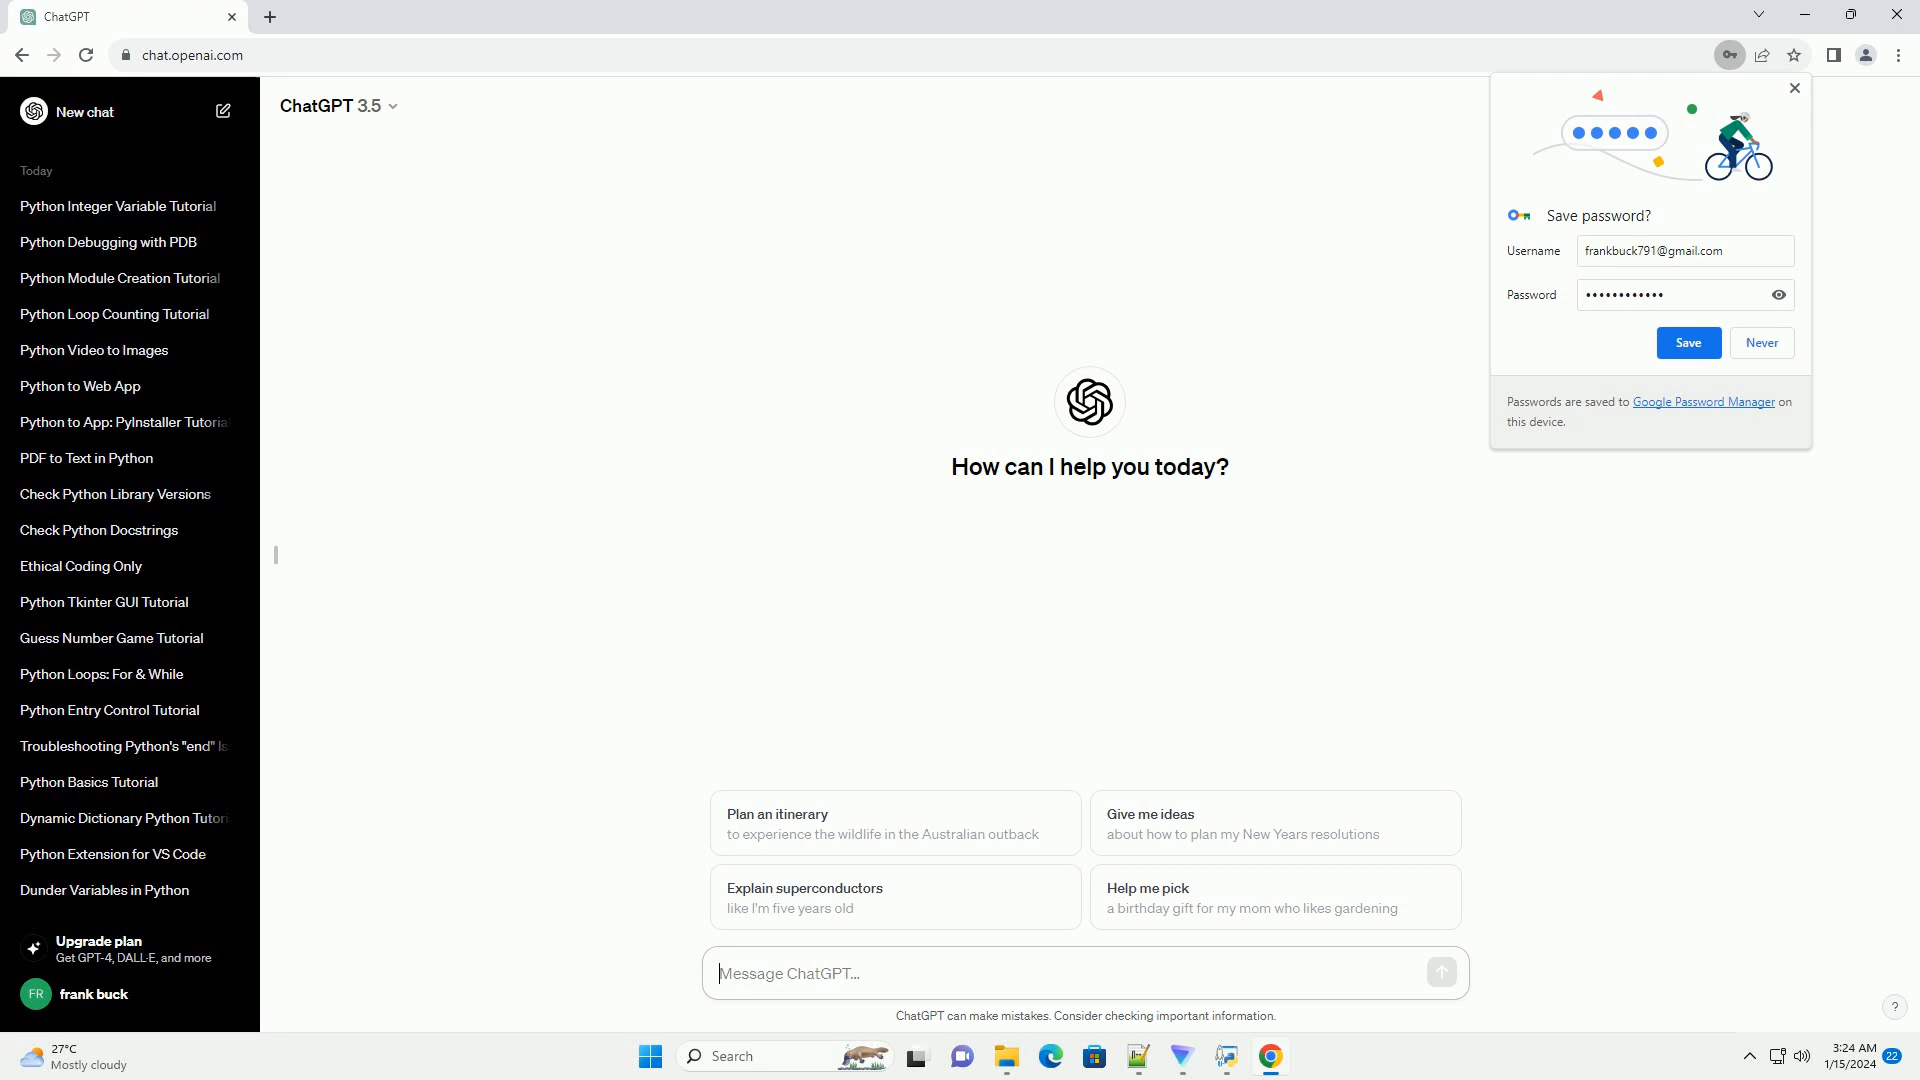 ChatGPT
chat.openai.com
New chat
Today
Python Integer Variable Tutorial
Python Debugging with PDB
Python Module Creation Tutorial
Python Loop Counting Tutorial
Python Video to Images
Python to Web App
Python to App: PyInstaller Tutoria
PDF to Text in Python
Check Python Library Versions
Check Python Docstrings
Ethical Coding Only
Python Tkinter GUI Tutorial
Guess Number Game Tutorial
Python Loops: For & While
Python Entry Control Tutorial
Troubleshooting Python's "end" Is
Python Basics Tutorial
Dynamic Dictionary Python Tutori
Python Extension for VS Code
Dunder Variables in Python
Upgrade plan
Get GPT-4, DALL·E, and more
FR frank buck
ChatGPT 3.5
Save password?
Username frankbuck791@gmail.com
Password ••••••••••••
Save Never
Passwords are saved to Google Password Manager on
this device.
How can I help you today?
Plan an itinerary
to experience the wildlife in the Australian outback
Give me ideas
about how to plan my New Years resolutions
Explain superconductors
like I'm five years old
Help me pick
a birthday gift for my mom who likes gardening
Message ChatGPT...
ChatGPT can make mistakes. Consider checking important information.
?
27°C
Mostly cloudy
Search
3:24 AM
1/15/2024
22